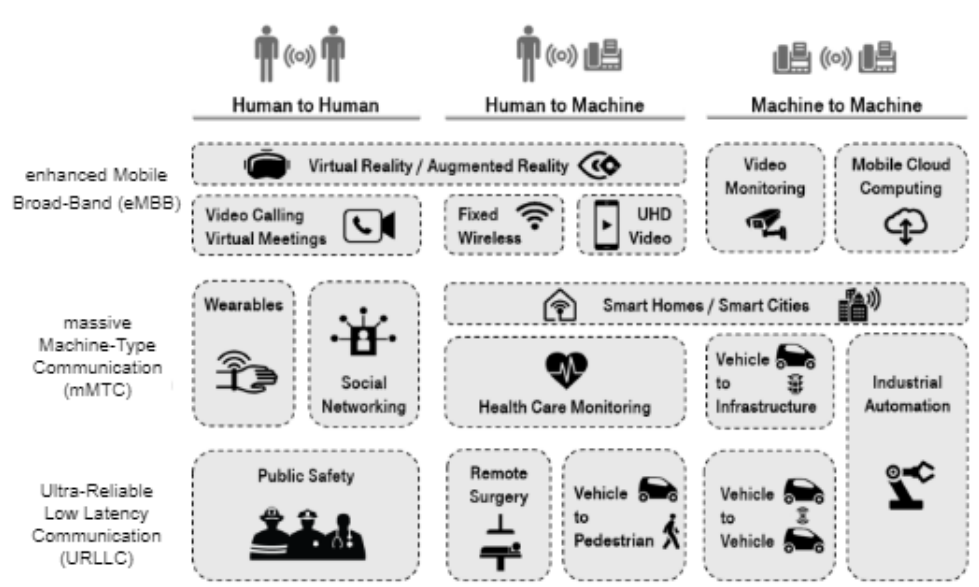 Human to Human
Human to Machine
Machine to Machine
enhanced Mobile
Broad-Band (eMBB)
Virtual Reality / Augmented Reality
Video Calling
Virtual Meetings
Fixed
Wireless
UHD
Video
Video
Monitoring
Mobile Cloud
Computing
massive
Machine-Type
Communication
(mMTC)
Wearables
Social
Networking
Smart Homes / Smart Cities
Health Care Monitoring
Vehicle
to
Infrastructure
Industrial
Automation
Ultra-Reliable
Low Latency
Communication
(URLLC)
Public Safety
Remote
Surgery
Vehicle
to
Pedestrian
Vehicle
to
Vehicle